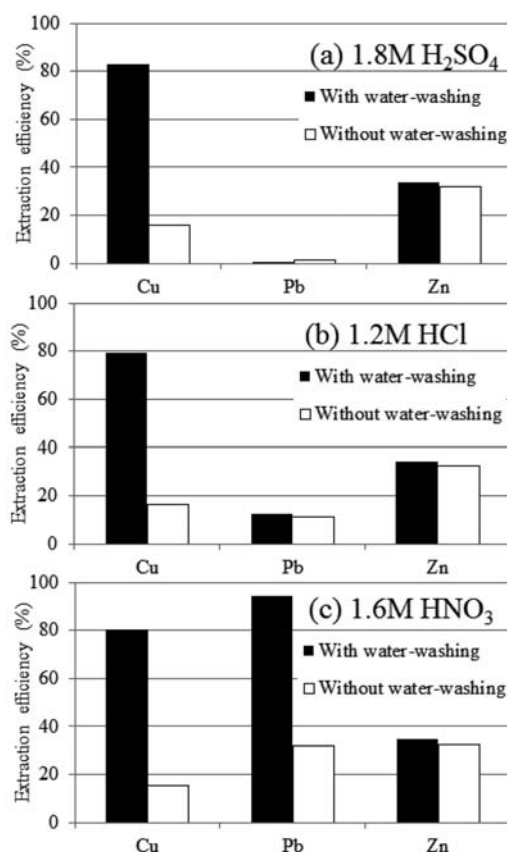 100
(a) 1.8M H₂SO₄
80
With water-washing
60
Without water-washing
40
20
0
Extraction efficiency (%)
Cu Pb Zn
100
(b) 1.2M HCl
80
With water-washing
60
Without water-washing
40
20
0
Extraction efficiency (%)
Cu Pb Zn
100
(c) 1.6M HNO₃
80
With water-washing
60
Without water-washing
40
20
0
Extraction efficiency (%)
Cu Pb Zn